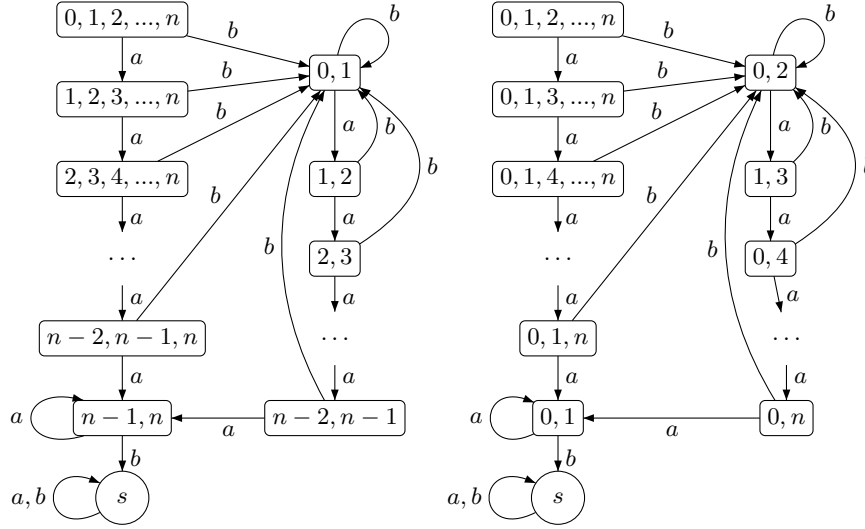 0, 1, 2, ..., n
b
b
a
0, 1
b
1, 2, 3, ..., n
b
a
a
b
2, 3, 4, ..., n
1, 2
b
a
b
a
...
b
2, 3
a
a
n − 2, n − 1, n
...
a
a
a
n − 1, n
a
n − 2, n − 1
b
a, b
s
0, 1, 2, ..., n
b
b
a
0, 2
b
0, 1, 3, ..., n
b
a
a
b
0, 1, 4, ..., n
1, 3
a
b
a
...
b
0, 4
a
a
0, 1, n
...
a
a
a
0, 1
a
0, n
b
a, b
s